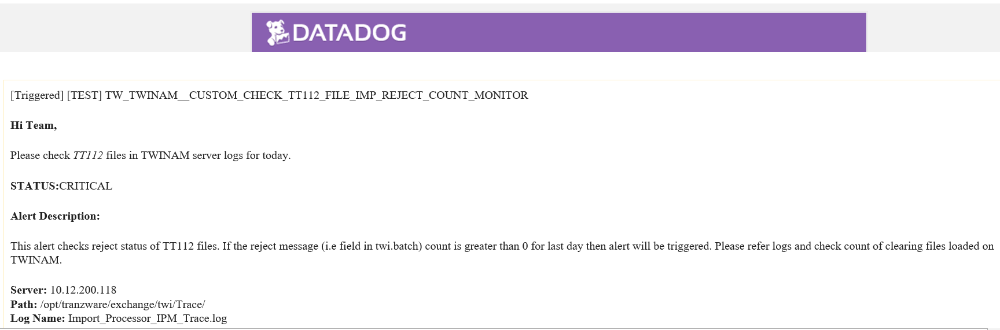 DATADOG
[Triggered] [TEST] TW_TWINAM__CUSTOM_CHECK_TT112_FILE_IMP_REJECT_COUNT_MONITOR
Hi Team,
Please check TT112 files in TWINAM server logs for today.
STATUS:CRITICAL
Alert Description:
This alert checks reject status of TT112 files. If the reject message (i.e field in twi.batch) count is greater than 0 for last day then alert will be triggered. Please refer logs and check count of clearing files loaded on
TWINAM.
Server: 10.12.200.118
Path: /opt/tranzware/exchange/twi/Trace/
Log Name: Import_Processor_IPM_Trace.log